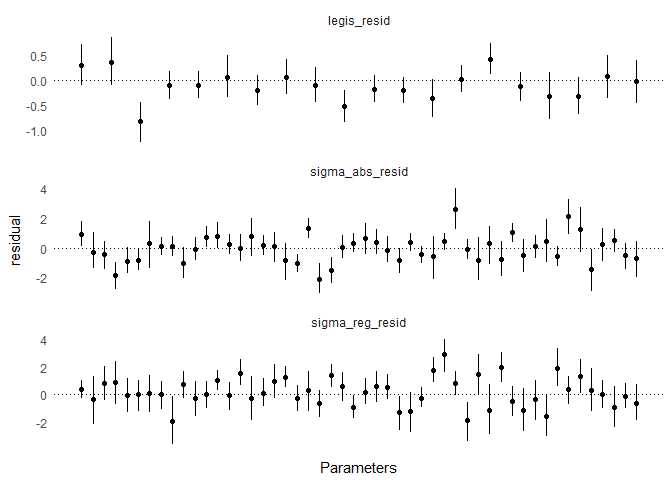 legis_resid
0.5
0.0
-0.5
-1.0
sigma_abs_resid
4
2
0
-2
residual
sigma_reg_resid
4
2
0
-2
Parameters